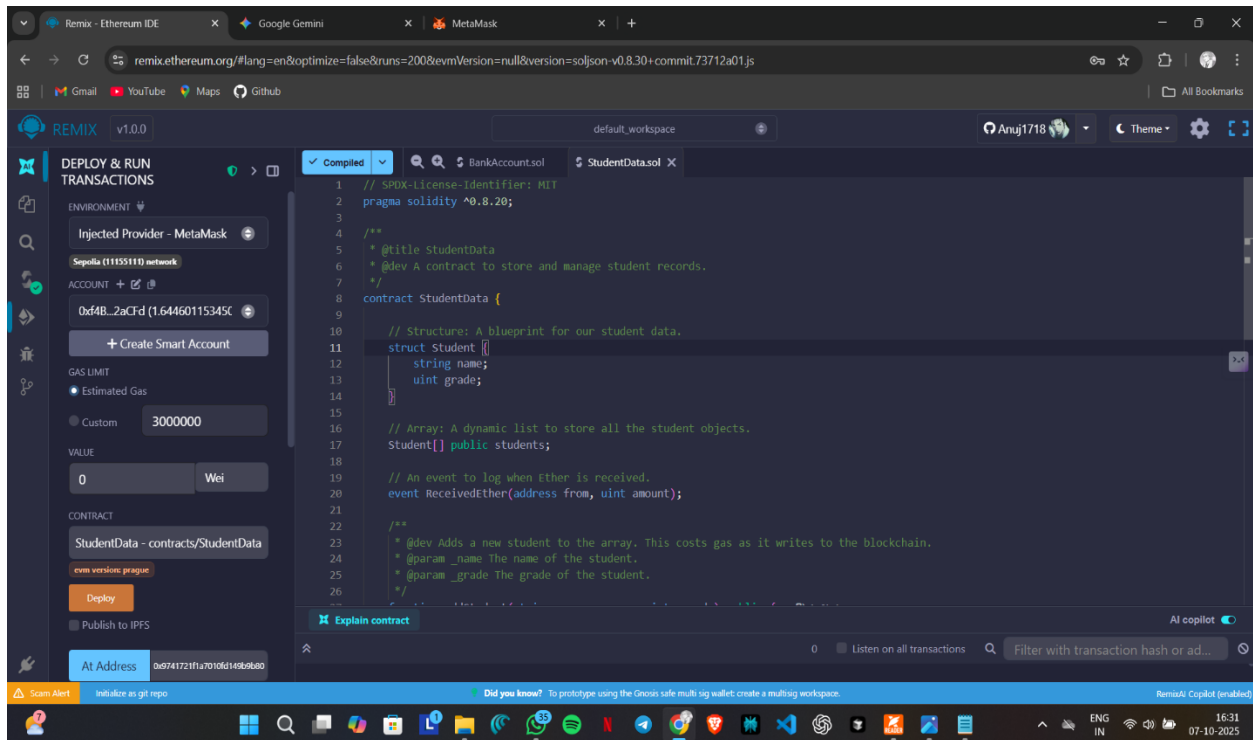 Remix - Ethereum IDE
Google Gemini
MetaMask
remix.ethereum.org/#lang=en&optimize=false&runs=200&evmVersion=null&version=soljson-v0.8.30+commit.73712a01.js
Gmail YouTube Maps Github
All Bookmarks
REMIX v1.0.0
default_workspace
Anuj1718
Theme
DEPLOY & RUN
TRANSACTIONS
ENVIRONMENT
Injected Provider - MetaMask
Sepolia (11155111) network
ACCOUNT
0xf4B...2aCFd (1.64460115345C
+ Create Smart Account
GAS LIMIT
Estimated Gas
Custom 3000000
VALUE
0 Wei
CONTRACT
StudentData - contracts/StudentData
evm version: prague
Deploy
Publish to IPFS
At Address 0x9741721f1a7010fd149b9b80
Compiled
BankAccount.sol
StudentData.sol
1 // SPDX-License-Identifier: MIT
2 pragma solidity ^0.8.20;
3
4 /**
5 * @title StudentData
6 * @dev A contract to store and manage student records.
7 */
8 contract StudentData {
9
10 // Structure: A blueprint for our student data.
11 struct Student {
12 string name;
13 uint grade;
14 }
15
16 // Array: A dynamic list to store all the student objects.
17 Student[] public students;
18
19 // An event to log when Ether is received.
20 event ReceivedEther(address from, uint amount);
21
22 /**
23 * @dev Adds a new student to the array. This costs gas as it writes to the blockchain.
24 * @param _name The name of the student.
25 * @param _grade The grade of the student.
26 */
Explain contract
AI copilot
0 Listen on all transactions
Filter with transaction hash or ad...
Scam Alert
Initialize as git repo
Did you know? To prototype using the Gnosis safe multi sig wallet: create a multisig workspace.
RemixAI Copilot (enabled)
7
35
ENG
IN
16:31
07-10-2025